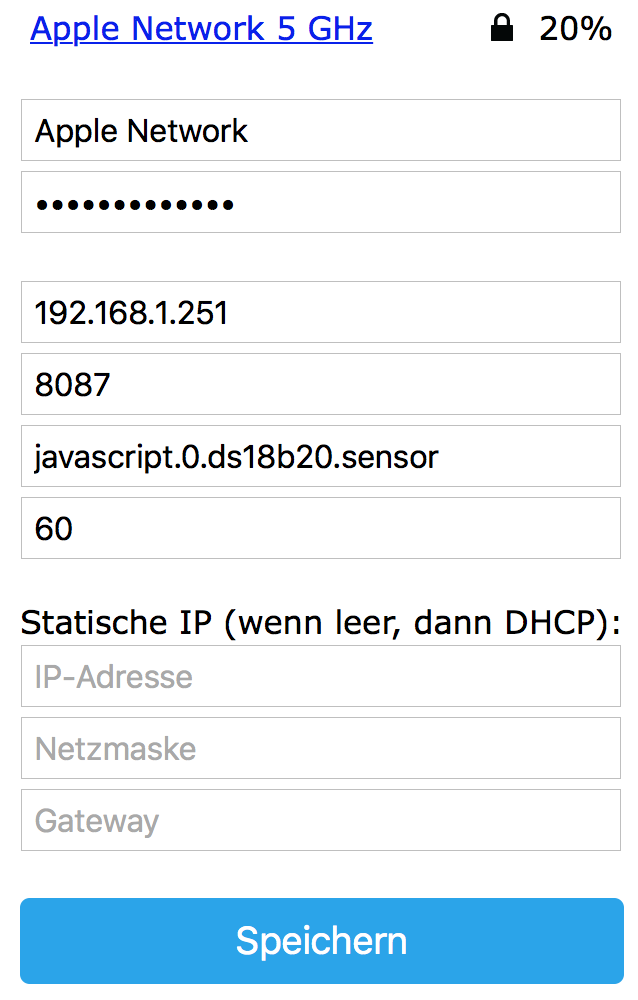 Apple Network 5 GHz 20%
Apple Network
•••••••••••••
192.168.1.251
8087
javascript.0.ds18b20.sensor
60
Statische IP (wenn leer, dann DHCP):
IP-Adresse
Netzmaske
Gateway
Speichern